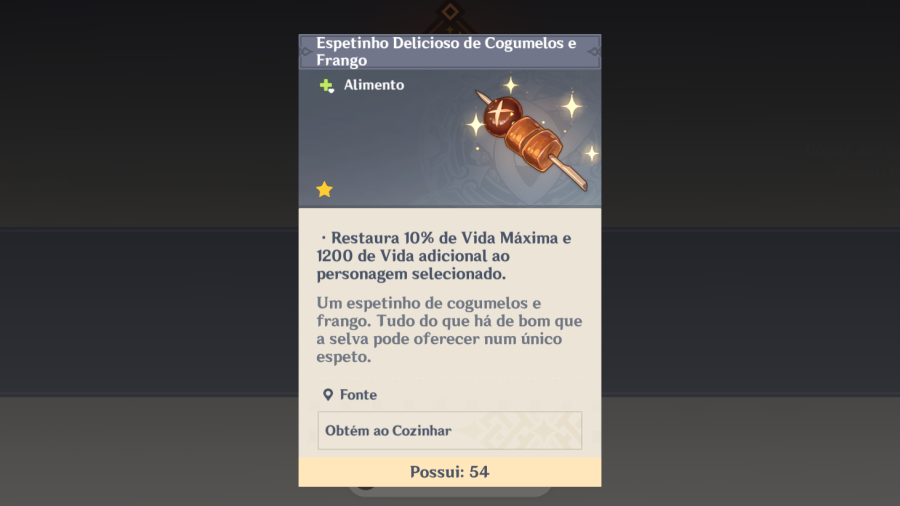 Espetinho Delicioso de Cogumelos e
Frango
Alimento
· Restaura 10% de Vida Máxima e
1200 de Vida adicional ao
personagem selecionado.
Um espetinho de cogumelos e
frango. Tudo do que há de bom que
a selva pode oferecer num único
espeto.
Fonte
Obtém ao Cozinhar
Possui: 54